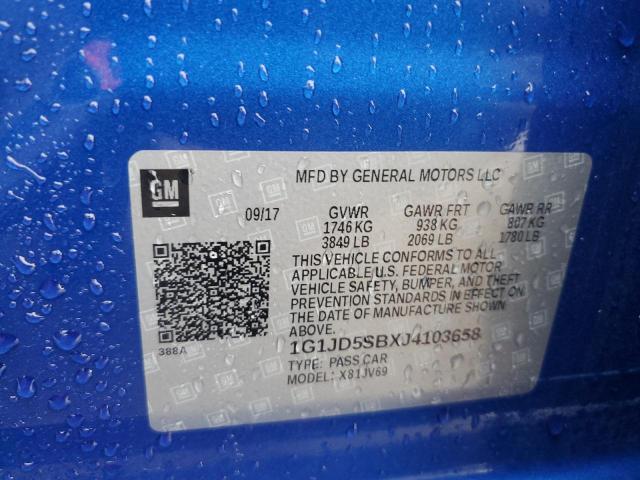 GM
MFD BY GENERAL MOTORS LLC
09/17 GVWR GAWR FRT GAWR RR
1746 KG 938 KG 807 KG
3849 LB 2069 LB 1780 LB
THIS VEHICLE CONFORMS TO ALL
APPLICABLE U.S. FEDERAL MOTOR
VEHICLE SAFETY, BUMPER, AND THEFT
PREVENTION STANDARDS IN EFFECT ON
THE DATE OF MANUFACTURE SHOWN
ABOVE.
388A
1G1JD5SBXJ4103658
TYPE: PASS CAR
MODEL: X81JV69